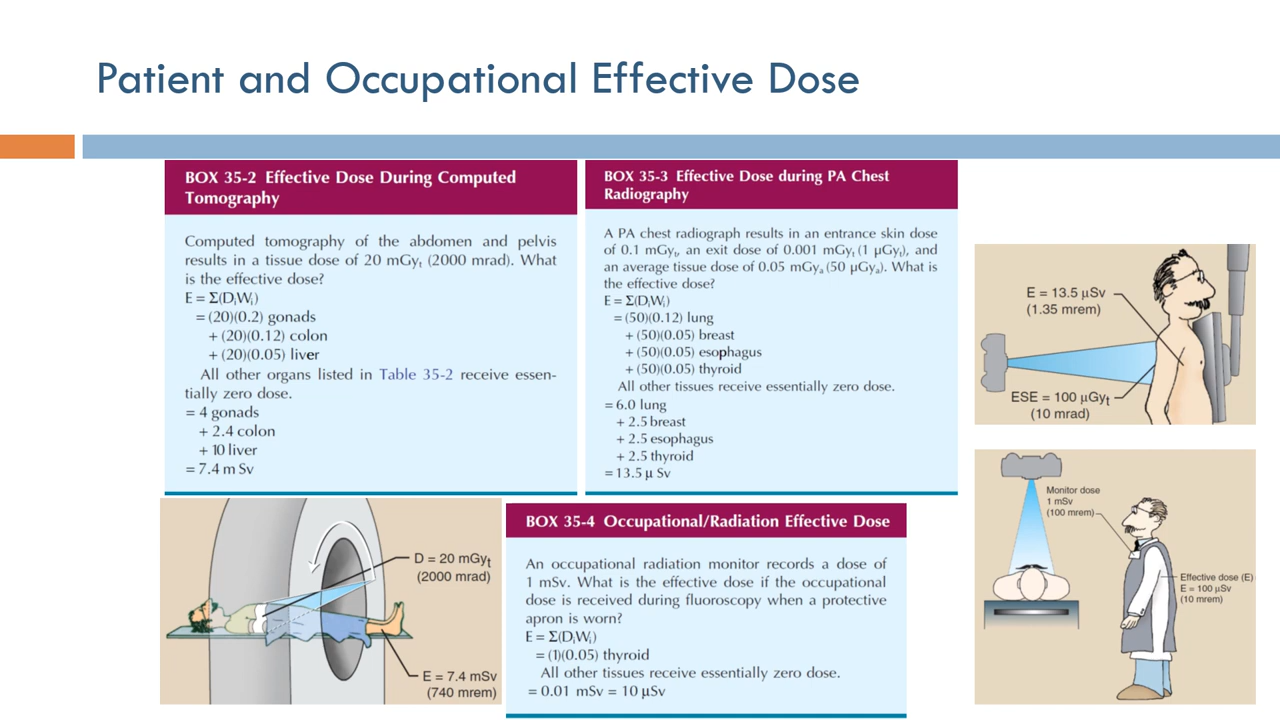 Patient and Occupational Effective Dose
BOX 35-2 Effective Dose During Computed
Tomography
Computed tomography of the abdomen and pelvis
results in a tissue dose of 20 mGyt (2000 mrad). What
is the effective dose?
E = Σ(DiWi)
= (20)(0.2) gonads
+ (20)(0.12) colon
+ (20)(0.05) liver
All other organs listed in Table 35-2 receive essen-
tially zero dose.
= 4 gonads
+ 2.4 colon
+ 10 liver
= 7.4 m Sv
BOX 35-3 Effective Dose during PA Chest
Radiography
A PA chest radiograph results in an entrance skin dose
of 0.1 mGyt, an exit dose of 0.001 mGyt (1 µGyt), and
an average tissue dose of 0.05 mGya (50 µGya). What is
the effective dose?
E = Σ(DiWi)
= (50)(0.12) lung
+ (50)(0.05) breast
+ (50)(0.05) esophagus
+ (50)(0.05) thyroid
All other tissues receive essentially zero dose.
= 6.0 lung
+ 2.5 breast
+ 2.5 esophagus
+ 2.5 thyroid
= 13.5 µ Sv
E = 13.5 µSv
(1.35 mrem)
ESE = 100 µGyt
(10 mrad)
D = 20 mGyt
(2000 mrad)
E = 7.4 mSv
(740 mrem)
BOX 35-4 Occupational/Radiation Effective Dose
An occupational radiation monitor records a dose of
1 mSv. What is the effective dose if the occupational
dose is received during fluoroscopy when a protective
apron is worn?
E = Σ(DiWi)
= (1)(0.05) thyroid
All other tissues receive essentially zero dose.
= 0.01 mSv = 10 µSv
Monitor dose
1 mSv
(100 mrem)
Effective dose (E)
E = 100 µSv
(10 mrem)